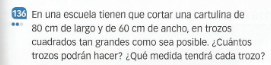 136 En una escuela tienen que cortar una cartulina de
80 cm de largo y de 60 cm de ancho, en trozos
cuadrados tan grandes como sea posible. ¿Cuántos
trozos podrán hacer? ¿Qué medida tendrá cada trozo?